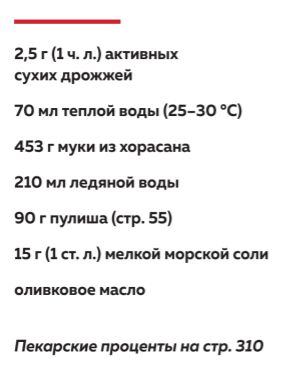 2,5 г (1 ч. л.) активных
сухих дрожжей
70 мл теплой воды (25–30 °С)
453 г муки из хорасана
210 мл ледяной воды
90 г пулиша (стр. 55)
15 г (1 ст. л.) мелкой морской соли
оливковое масло
Пекарские проценты на стр. 310